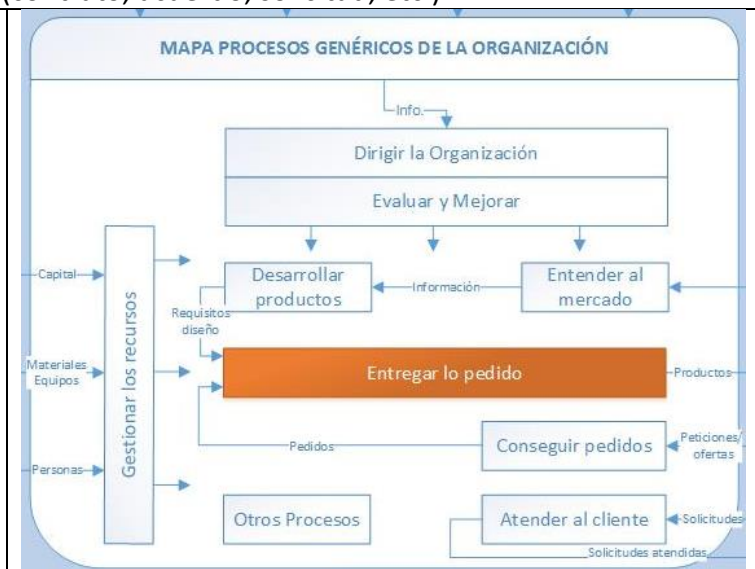 MAPA PROCESOS GENÉRICOS DE LA ORGANIZACIÓN
Info.
Dirigir la Organización
Evaluar y Mejorar
Capital
Desarrollar
productos
Información
Entender al
mercado
Requisitos
diseño
Gestionar los recursos
Materiales
Equipos
Entregar lo pedido
Productos
Pedidos
Conseguir pedidos
Peticiones/
ofertas
Personas
Otros Procesos
Atender al cliente
Solicitudes
Solicitudes atendidas